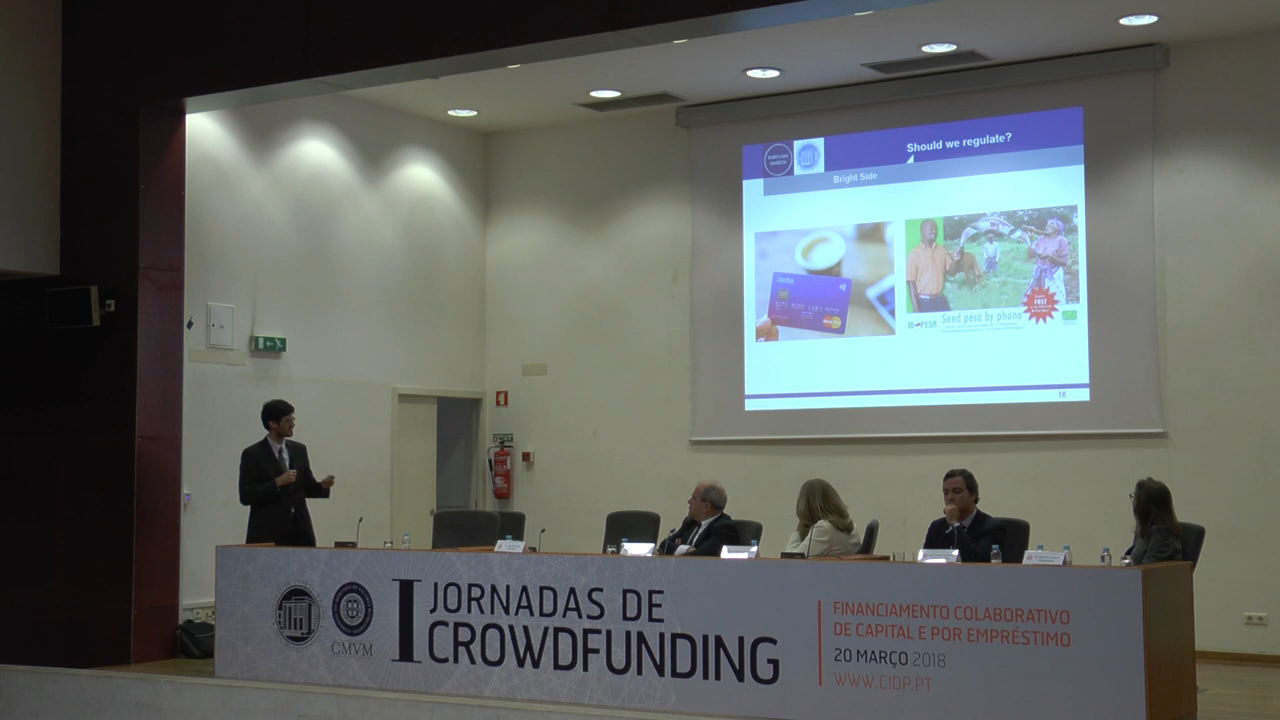 Should we regulate?
Bright Side
M-PESA
Send pesa by phone
FREE
16
CMVM
I JORNADAS DE
CROWDFUNDING
FINANCIAMENTO COLABORATIVO
DE CAPITAL E POR EMPRÉSTIMO
20 MARÇO 2018
WWW.CIDP.PT